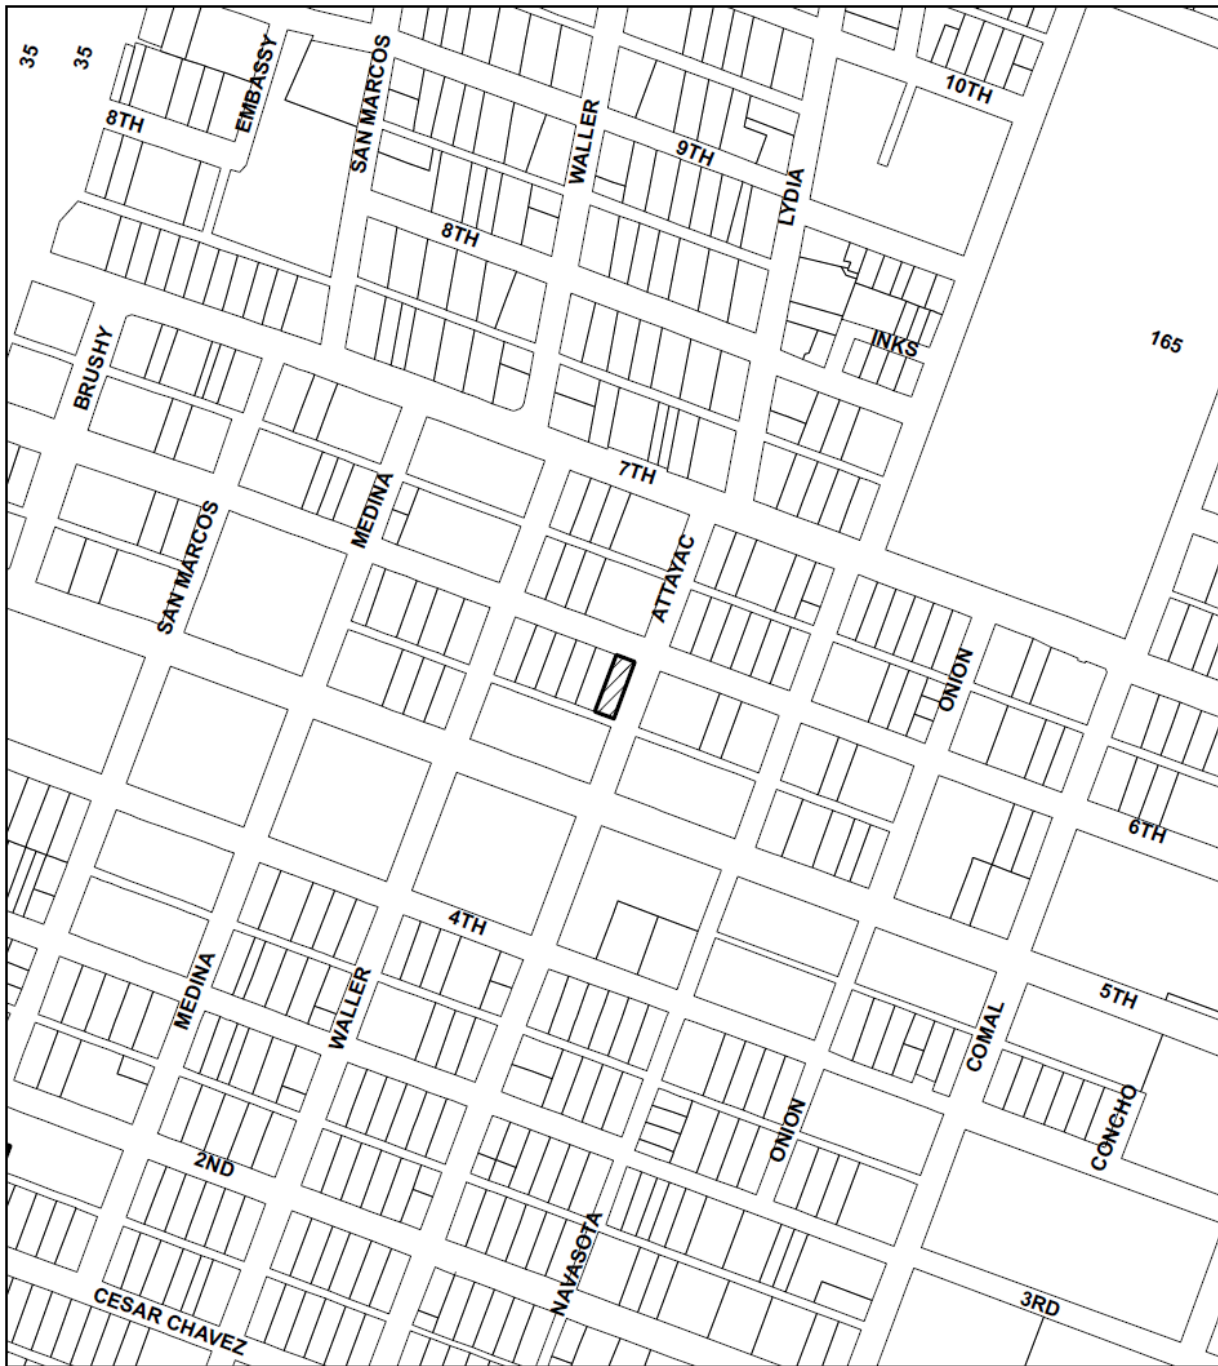 35
35
EMBASSY
SAN MARCOS
10TH
8TH
WALLER
9TH
LYDIA
8TH
165
INKS
BRUSHY
7TH
MEDINA
SAN MARCOS
ATTAYAC
ONION
6TH
4TH
MEDINA
WALLER
5TH
COMAL
CONCHO
ONION
2ND
NAVASOTA
3RD
CESAR CHAVEZ